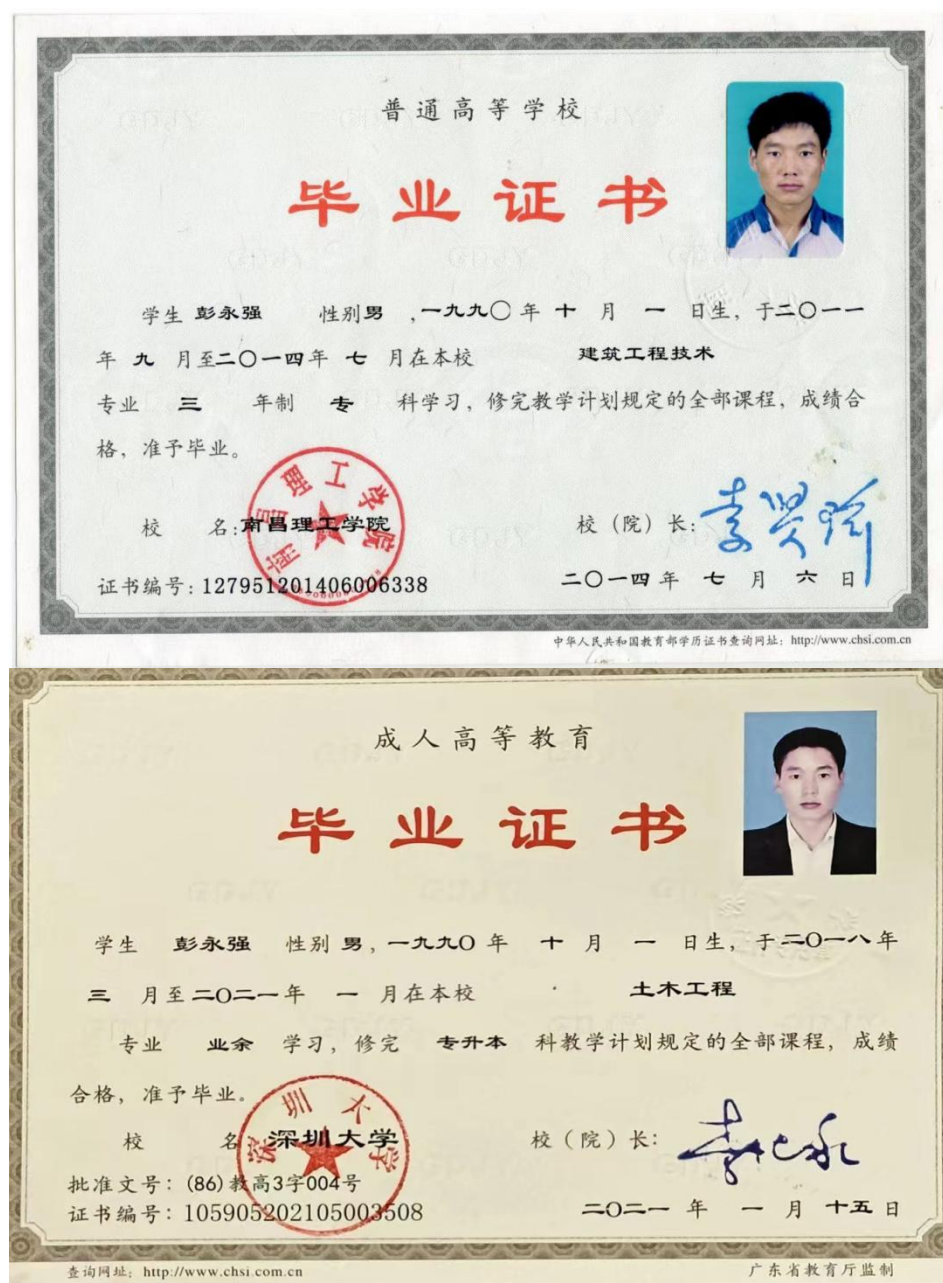 普通高等学校
毕业证书
学生 彭永强 性别男,一九九〇年 十 月 一 日生,于二〇一一
年 九 月至二〇一四年 七 月在本校 建筑工程技术
专业 三 年制 专 科学习,修完教学计划规定的全部课程,成绩合
格,准予毕业。
南昌理工学院
校 名:南昌理工学院 校(院)长:
证书编号:127951201406006338 二〇一四年 七 月 六 日
中华人民共和国教育部学历证书查询网址:http://www.chsi.com.cn
成人高等教育
毕业证书
学生 彭永强 性别 男,一九九〇年 十 月 一 日生,于二〇一八年
三 月至二〇二一年 一 月在本校 土木工程
专业 业余 学习,修完 专升本 科教学计划规定的全部课程,成绩
合格,准予毕业。
深圳大学
校 名 深圳大学 校(院)长:
批准文号:(86)教高3字004号
证书编号:105905202105003508 二〇二一 年 一 月 十五 日
查询网址:http://www.chsi.com.cn 广东省教育厅监制